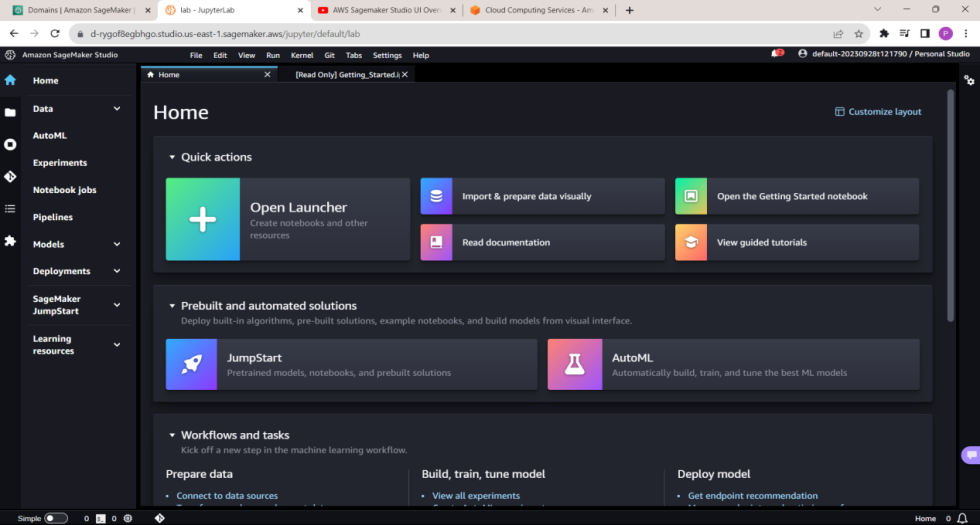 Domains | Amazon SageMaker |
lab - JupyterLab
AWS Sagemaker Studio UI Over
Cloud Computing Services - Am
d-rygof8egbhgo.studio.us-east-1.sagemaker.aws/jupyter/default/lab
P
Amazon SageMaker Studio
File Edit View Run Kernel Git Tabs Settings Help
default-20230928t121790 / Personal Studio
Home
[Read Only] Getting_Started.i
Home
Data
AutoML
Experiments
Notebook jobs
Pipelines
Models
Deployments
SageMaker
JumpStart
Learning
resources
Home
Customize layout
Quick actions
Open Launcher
Create notebooks and other
resources
Import & prepare data visually
Open the Getting Started notebook
Read documentation
View guided tutorials
Prebuilt and automated solutions
Deploy built-in algorithms, pre-built solutions, example notebooks, and build models from visual interface.
JumpStart
Pretrained models, notebooks, and prebuilt solutions
AutoML
Automatically build, train, and tune the best ML models
Workflows and tasks
Kick off a new step in the machine learning workflow.
Prepare data
Connect to data sources
Build, train, tune model
View all experiments
Deploy model
Get endpoint recommendation
Simple 0 0
Home 0